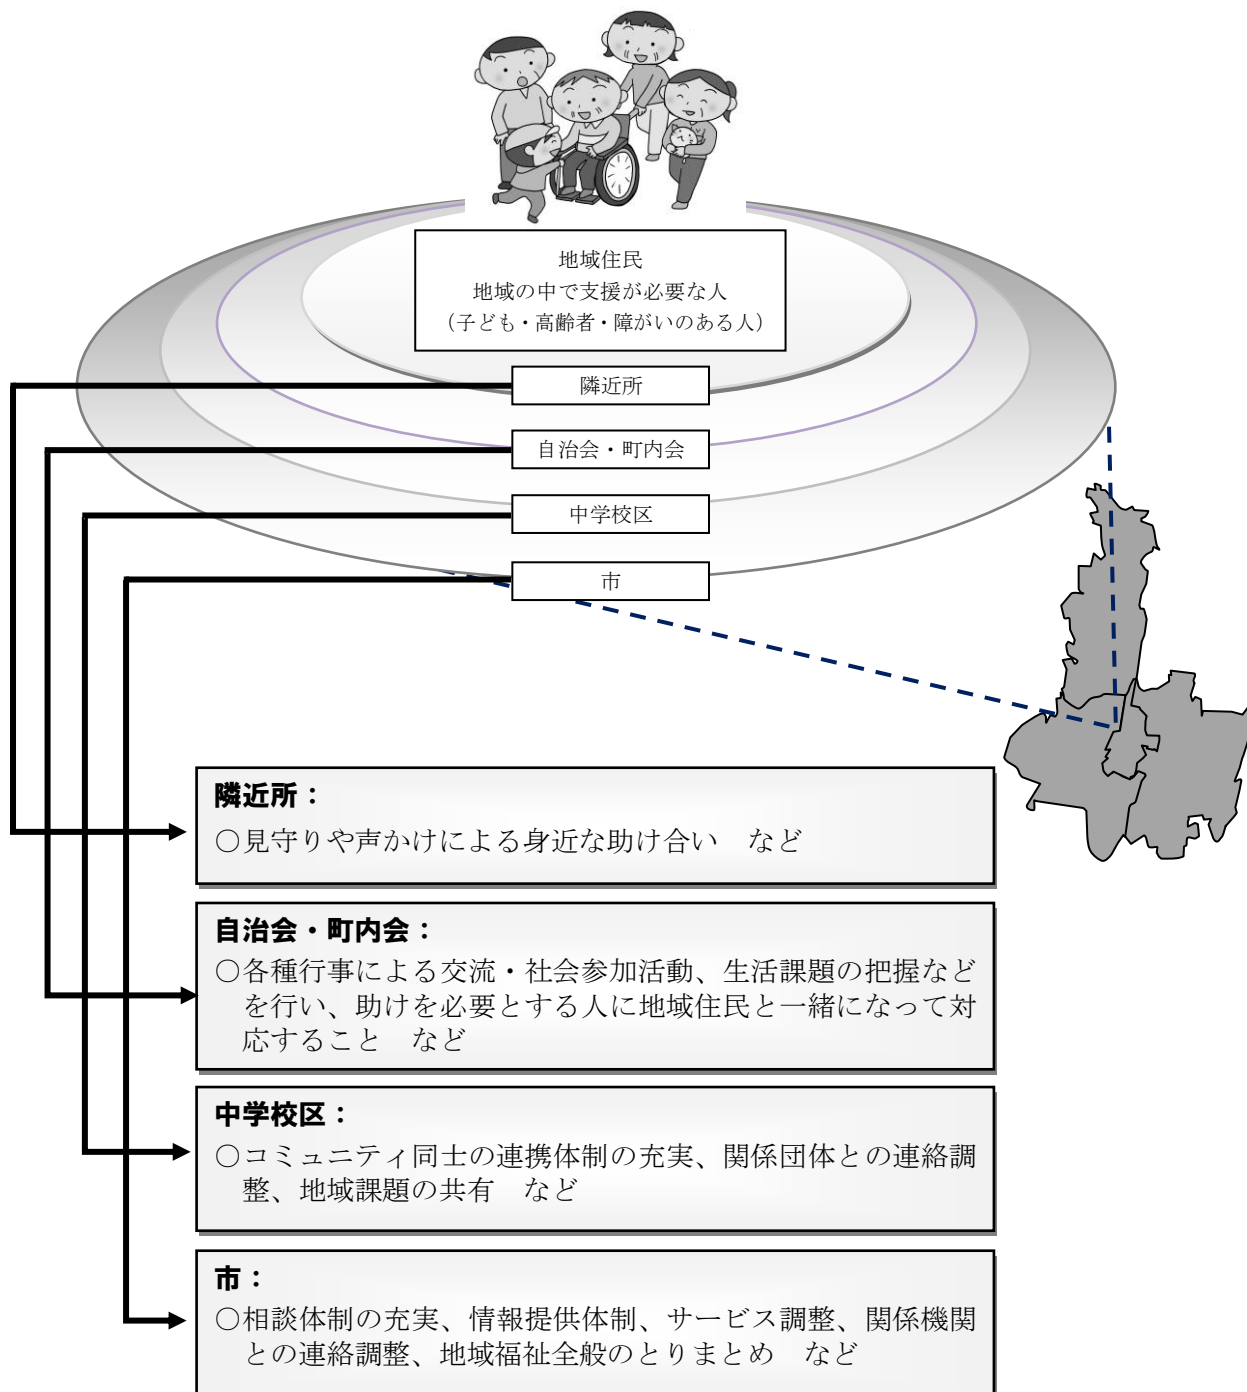 地域住民
地域の中で支援が必要な人
（子ども・高齢者・障がいのある人）
隣近所
自治会・町内会
中学校区
市
隣近所：
○見守りや声かけによる身近な助け合い　など
自治会・町内会：
○各種行事による交流・社会参加活動、生活課題の把握など
を行い、助けを必要とする人に地域住民と一緒になって対
応すること　など
中学校区：
○コミュニティ同士の連携体制の充実、関係団体との連絡調
整、地域課題の共有　など
市：
○相談体制の充実、情報提供体制、サービス調整、関係機関
との連絡調整、地域福祉全般のとりまとめ　など